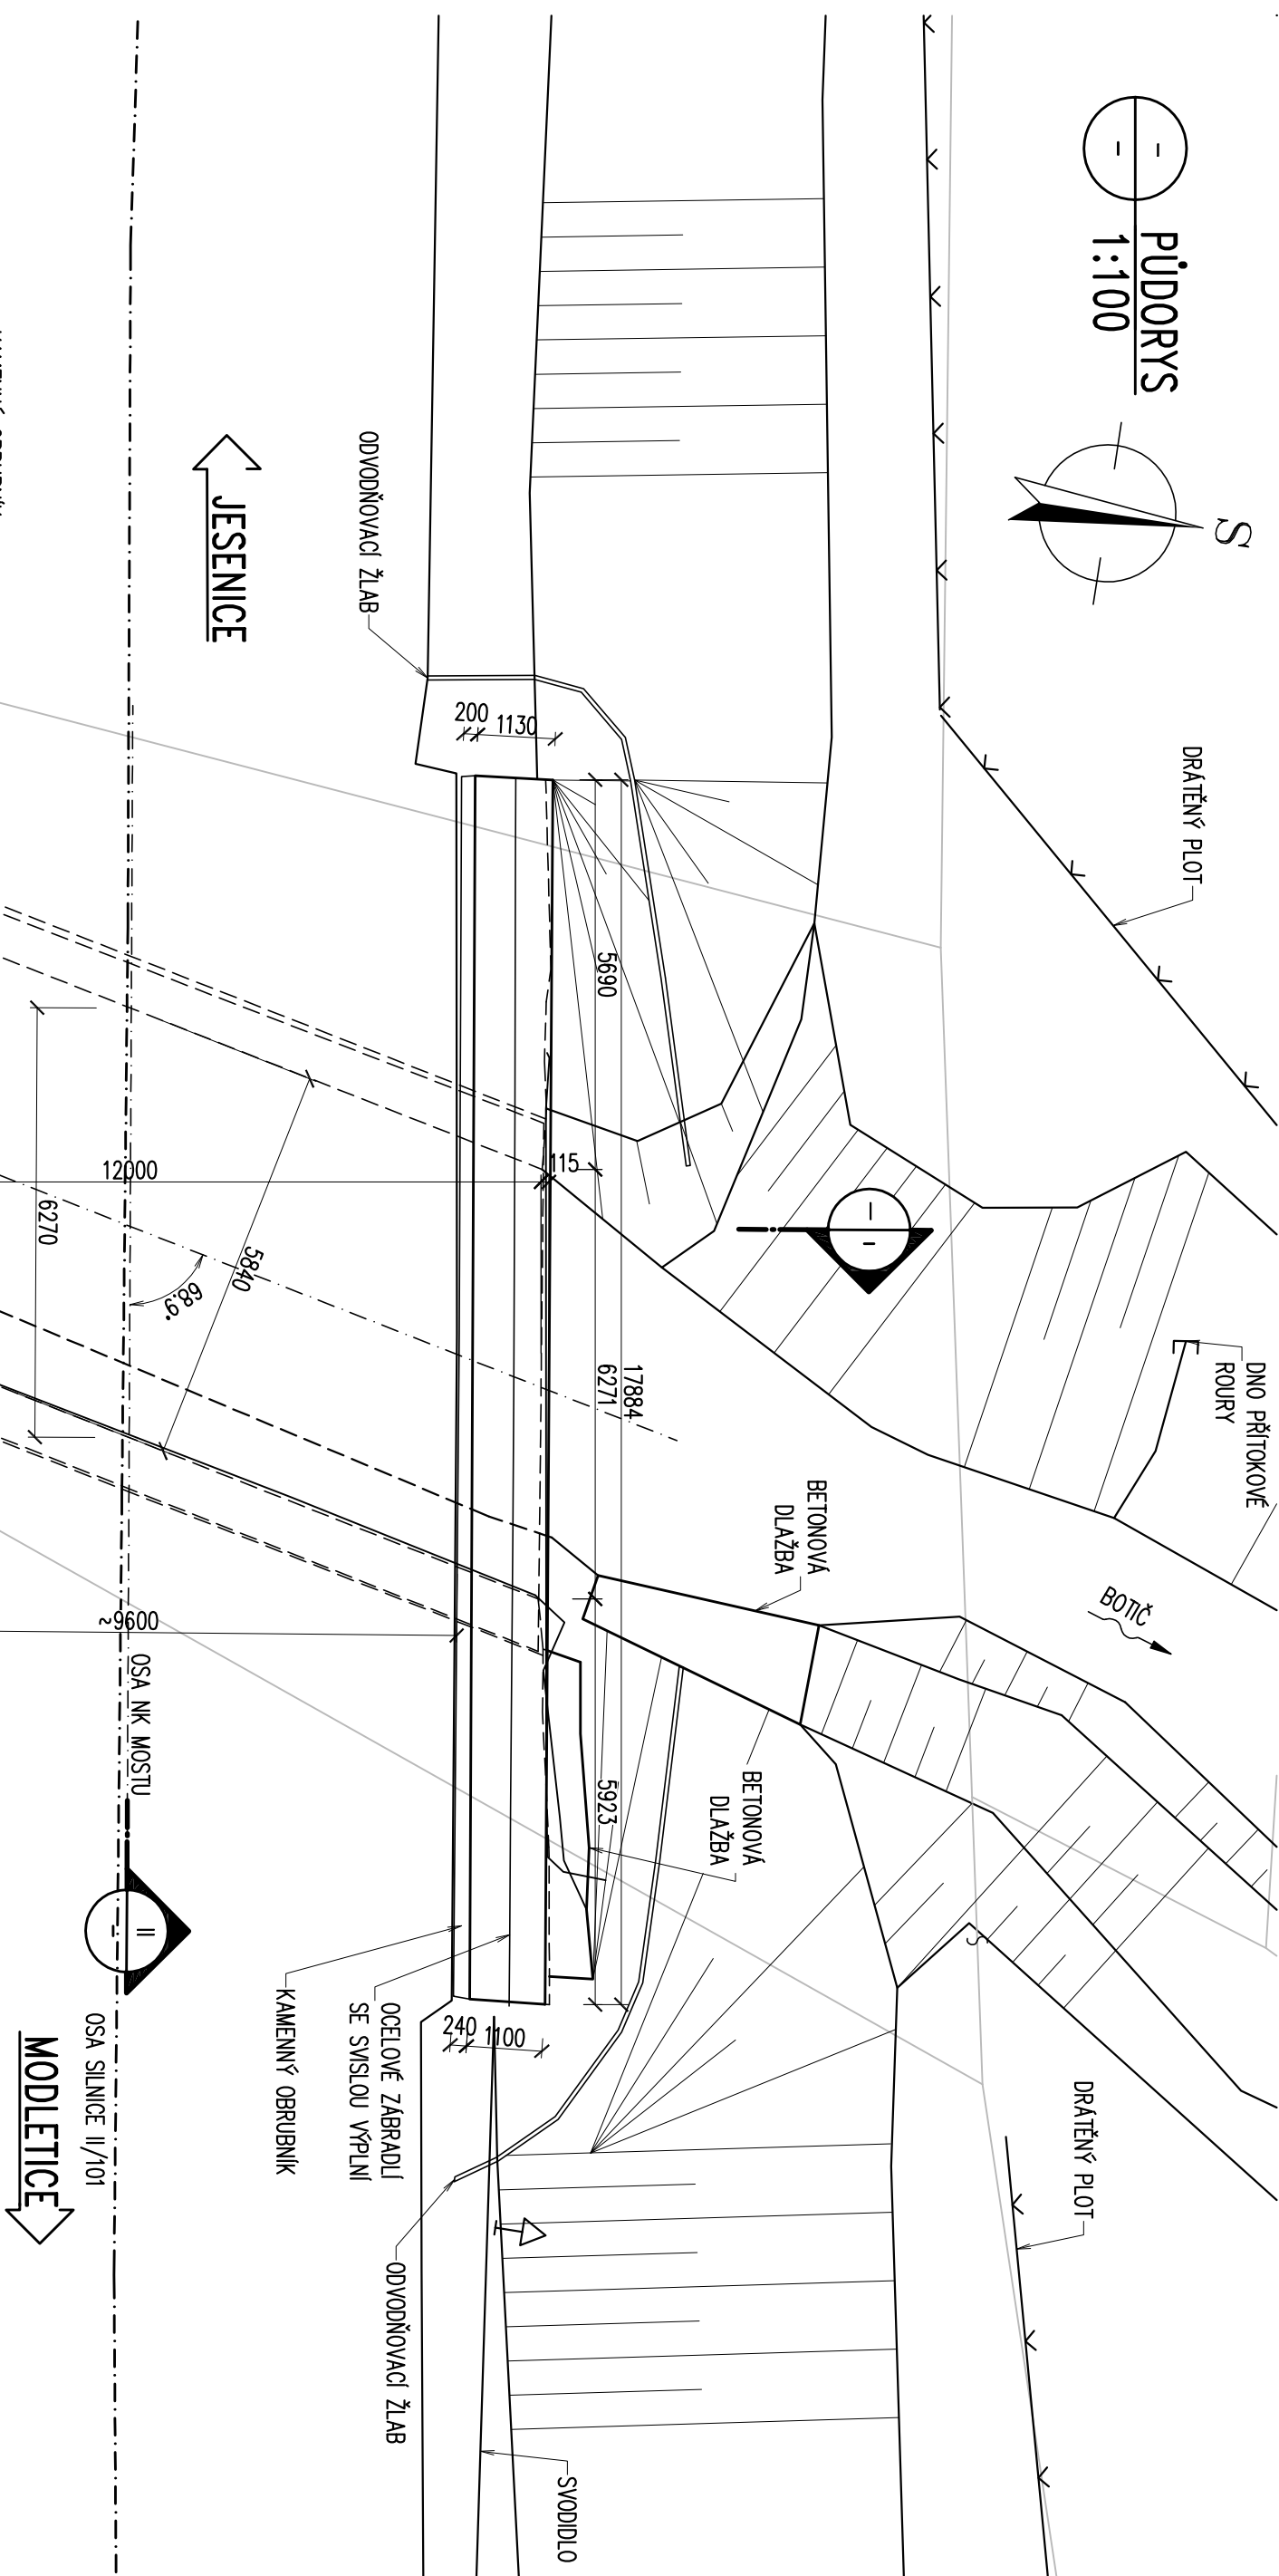 PŮDORYS
1:100
S
DRÁTĚNÝ PLOT
JESENICE
ODVODŇOVACÍ ŽLAB
200
1130
5690
115
12000
6270
5840
68.9°
17884
6271
DNO PŘÍTOKOVÉ
ROURY
BETONOVÁ
DLAŽBA
BOTIČ
~9600
OSA NK MOSTU
5923
BETONOVÁ
DLAŽBA
I
II
OSA SILNICE II/101
MODLETICE
KAMENNÝ OBRUBNÍK
OCELOVÉ ZÁBRADLÍ
SE SVISLOU VÝPLNÍ
240
1100
ODVODŇOVACÍ ŽLAB
DRÁTĚNÝ PLOT
SVODIDLO